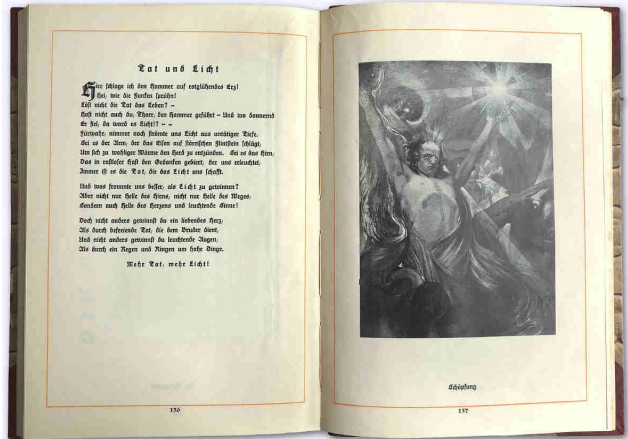 Tat und Licht
Hier schlage ich den Hammer auf rotglühendes Erz!
Hei, wie die Funken sprühn!
Löst nicht die Tat das Leben? –
Hast nicht auch du, Thorr, den Hammer geführt – Und wo donnernd
Er fiel, da ward es Licht!? –
Fürwahr, nimmer noch strömte uns Licht aus untätiger Tiefe.
Sei es der Arm, der das Eisen auf störrischen Flintstein schlägt,
Um sich zu wohliger Wärme den Herd zu entzünden. Sei es das Hirn,
Das in rastloser Hast den Gedanken gebiert, der uns erleuchtet,
Immer ist es die Tat, die das Licht uns schafft.
Und was frommte uns besser, als Licht zu gewinnen?
Aber nicht nur Helle des Hirns, nicht nur Helle des Weges,
Sondern auch Helle des Herzens und leuchtende Sinne!
Doch nicht anders gewinnst du ein liebendes Herz,
Als durch befreiende Tat, die dem Bruder dient,
Und nicht anders gewinnst du leuchtende Augen,
Als durch ein Regen und Ringen um hohe Dinge.
Mehr Tat, mehr Licht!
136
Schöpfung
137